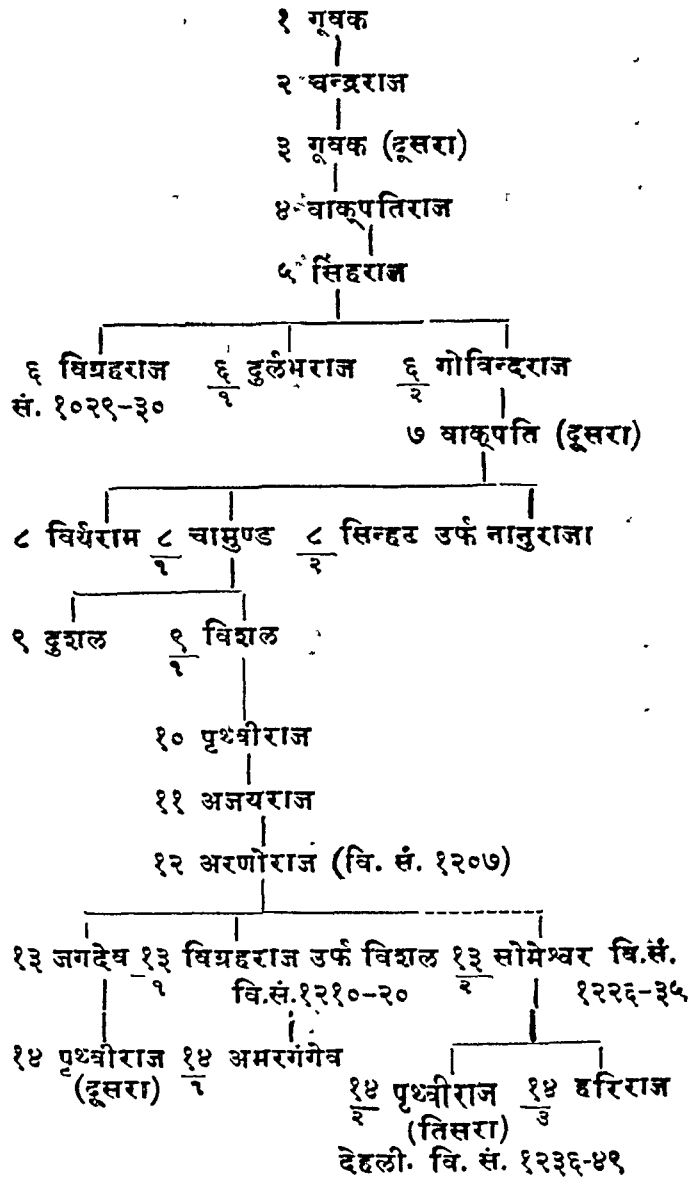 १ गूवक
२ चन्द्रराज
३ गूवक (दूसरा)
४ वाक्पतिराज
५ सिंहराज
६ विग्रहराज ६/१ दुर्लभराज ६/२ गोविन्दराज
सं. १०२९-३०
७ वाक्पति (दूसरा)
८ विर्यराम ८/१ चामुण्ड ८/२ सिन्हट उर्फ नानुराजा
९ दुशल ९/१ विशल
१० पृथ्वीराज
११ अजयराज
१२ अरणोराज (वि. सं. १२०७)
१३ जगदेव १३/१ विग्रहराज उर्फ विशल १३/२ सोमेश्वर वि.सं.
वि.सं.१२१०-२० १२२६-३५
१४ पृथ्वीराज १४/१ अमरगंगेव
(दूसरा)
१४/२ पृथ्वीराज १४/३ हरिराज
(तिसरा)
देहली. वि. सं. १२३६-४९